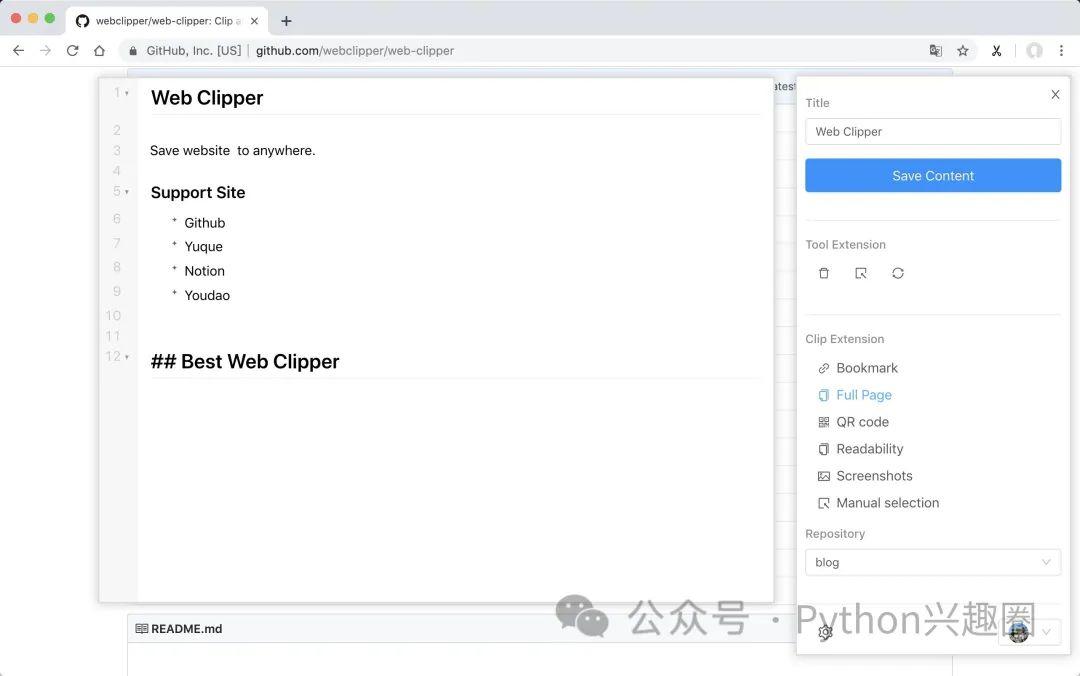 webclipper/web-clipper: Clip a
GitHub, Inc. [US] | github.com/webclipper/web-clipper
atest
1
Web Clipper
2
3
Save website  to anywhere.
4
5
Support Site
6
Github
7
Yuque
8
Notion
9
Youdao
10
11
12
## Best Web Clipper
README.md
Title
Web Clipper
Save Content
Tool Extension
Clip Extension
Bookmark
Full Page
QR code
Readability
Screenshots
Manual selection
Repository
blog
公众号 · Python兴趣圈